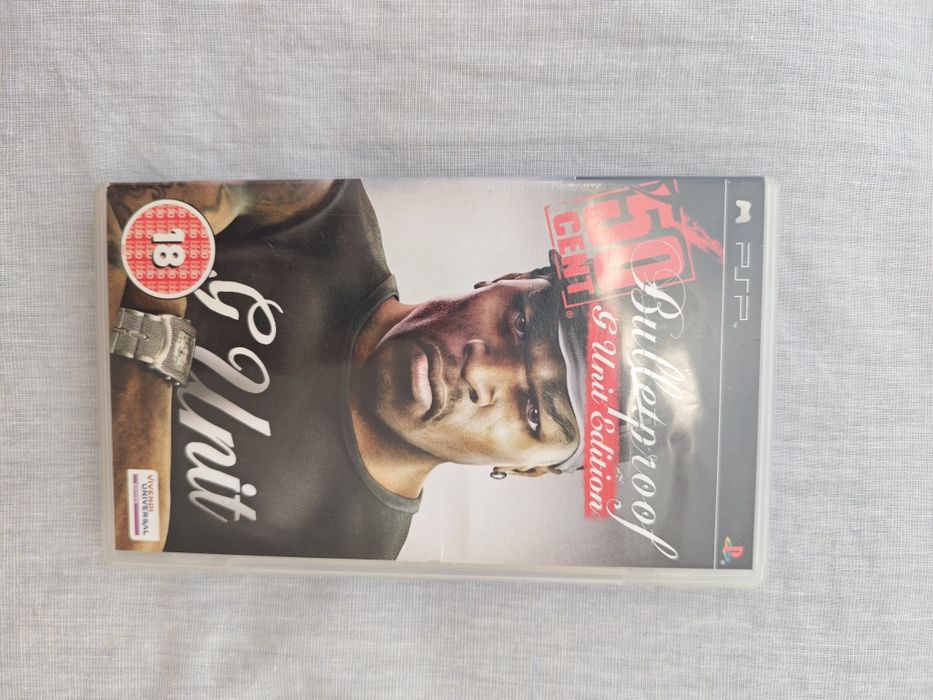 PSP®
50
CENT®
Bulletproof
G Unit Edition
G Unit
18
VIVENDI
UNIVERSAL